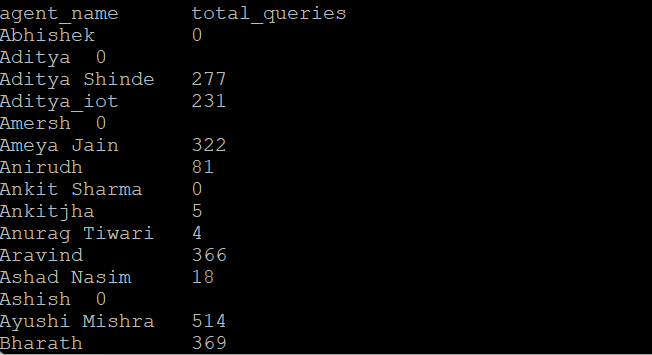 agent_name total_queries
Abhishek 0
Aditya 0
Aditya Shinde 277
Aditya_iot 231
Amersh 0
Ameya Jain 322
Anirudh 81
Ankit Sharma 0
Ankitjha 5
Anurag Tiwari 4
Aravind 366
Ashad Nasim 18
Ashish 0
Ayushi Mishra 514
Bharath 369